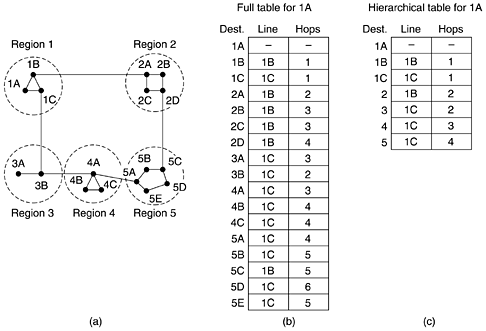 Region 1
Region 2
1B
1A
1C
2A
2B
2C
2D
3A
3B
4A
4B
4C
5A
5B
5C
5D
5E
Region 3
Region 4
Region 5
(a)
Full table for 1A
Dest. Line Hops
1A – –
1B 1B 1
1C 1C 1
2A 1B 2
2B 1B 3
2C 1B 3
2D 1B 4
3A 1C 3
3B 1C 2
4A 1C 3
4B 1C 4
4C 1C 4
5A 1C 4
5B 1C 5
5C 1B 5
5D 1C 6
5E 1C 5
(b)
Hierarchical table for 1A
Dest. Line Hops
1A – –
1B 1B 1
1C 1C 1
2 1B 2
3 1C 2
4 1C 3
5 1C 4
(c)